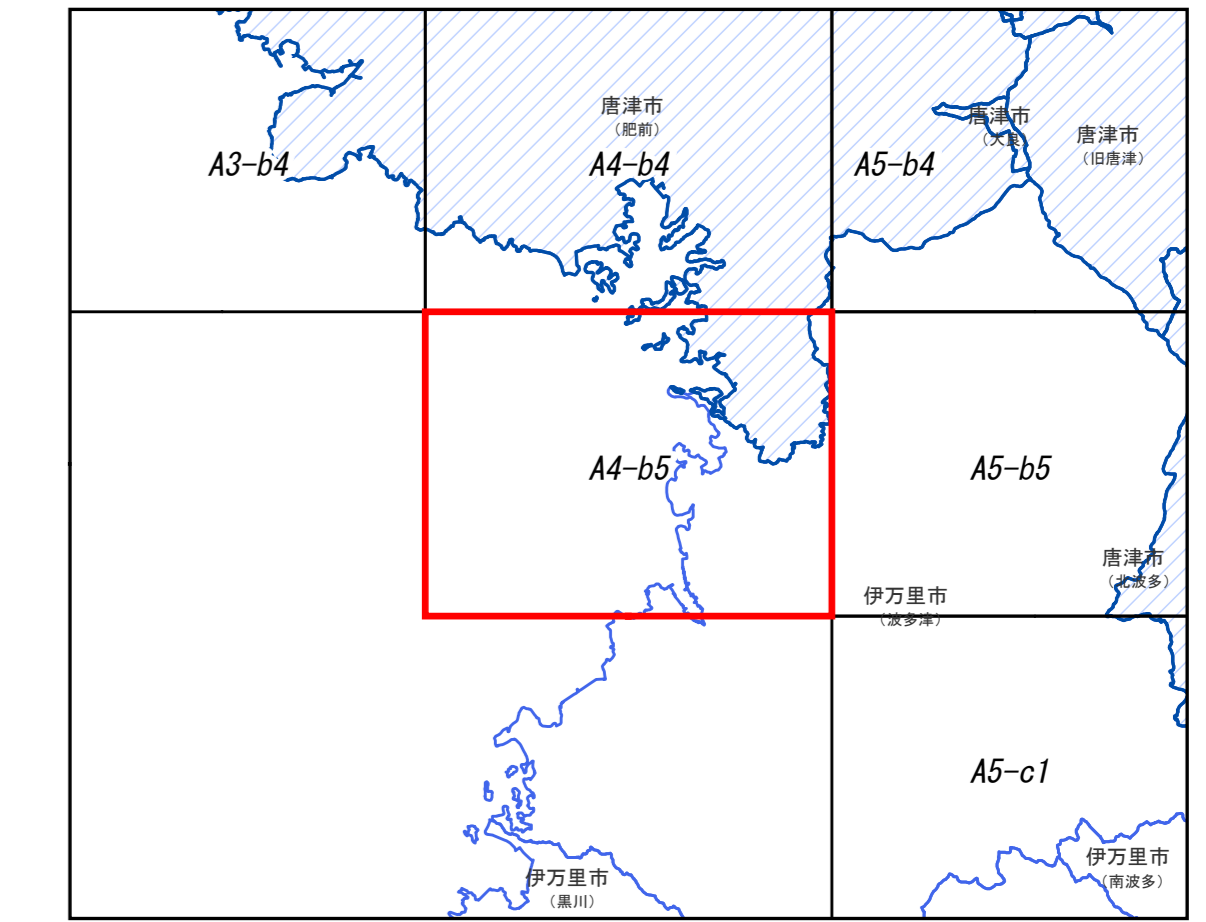 唐津市
（肥前）
唐津市
（大良）
唐津市
（旧唐津）
A3-b4
A4-b4
A5-b4
A4-b5
A5-b5
唐津市
（北波多）
伊万里市
（波多津）
A5-c1
伊万里市
（南波多）
伊万里市
（黒川）